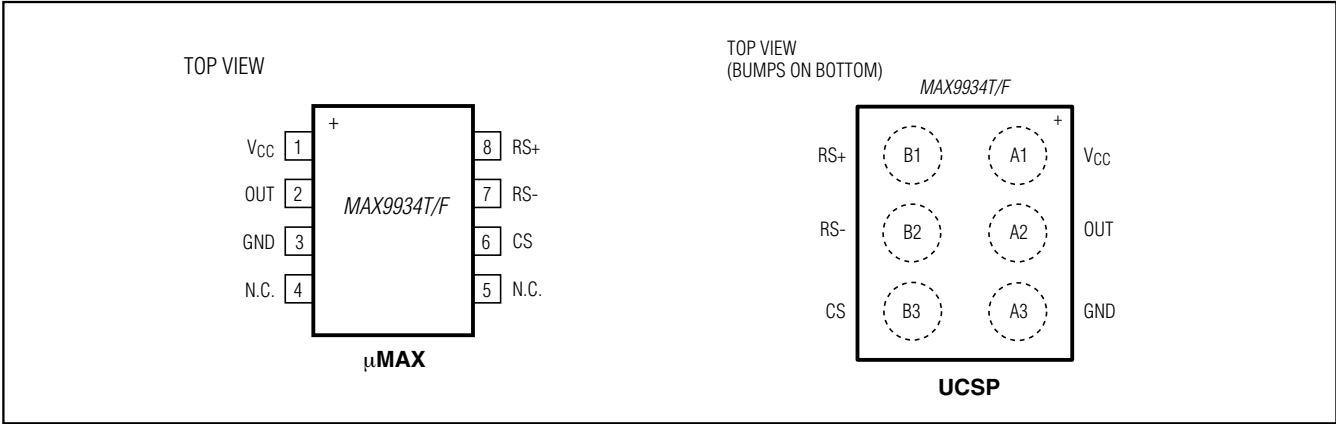 TOP VIEW
+
VCC 1
8 RS+
OUT 2
7 RS-
MAX9934T/F
GND 3
6 CS
N.C. 4
5 N.C.
µMAX
TOP VIEW
(BUMPS ON BOTTOM)
MAX9934T/F
+
RS+ B1 A1 VCC
RS- B2 A2 OUT
CS B3 A3 GND
UCSP